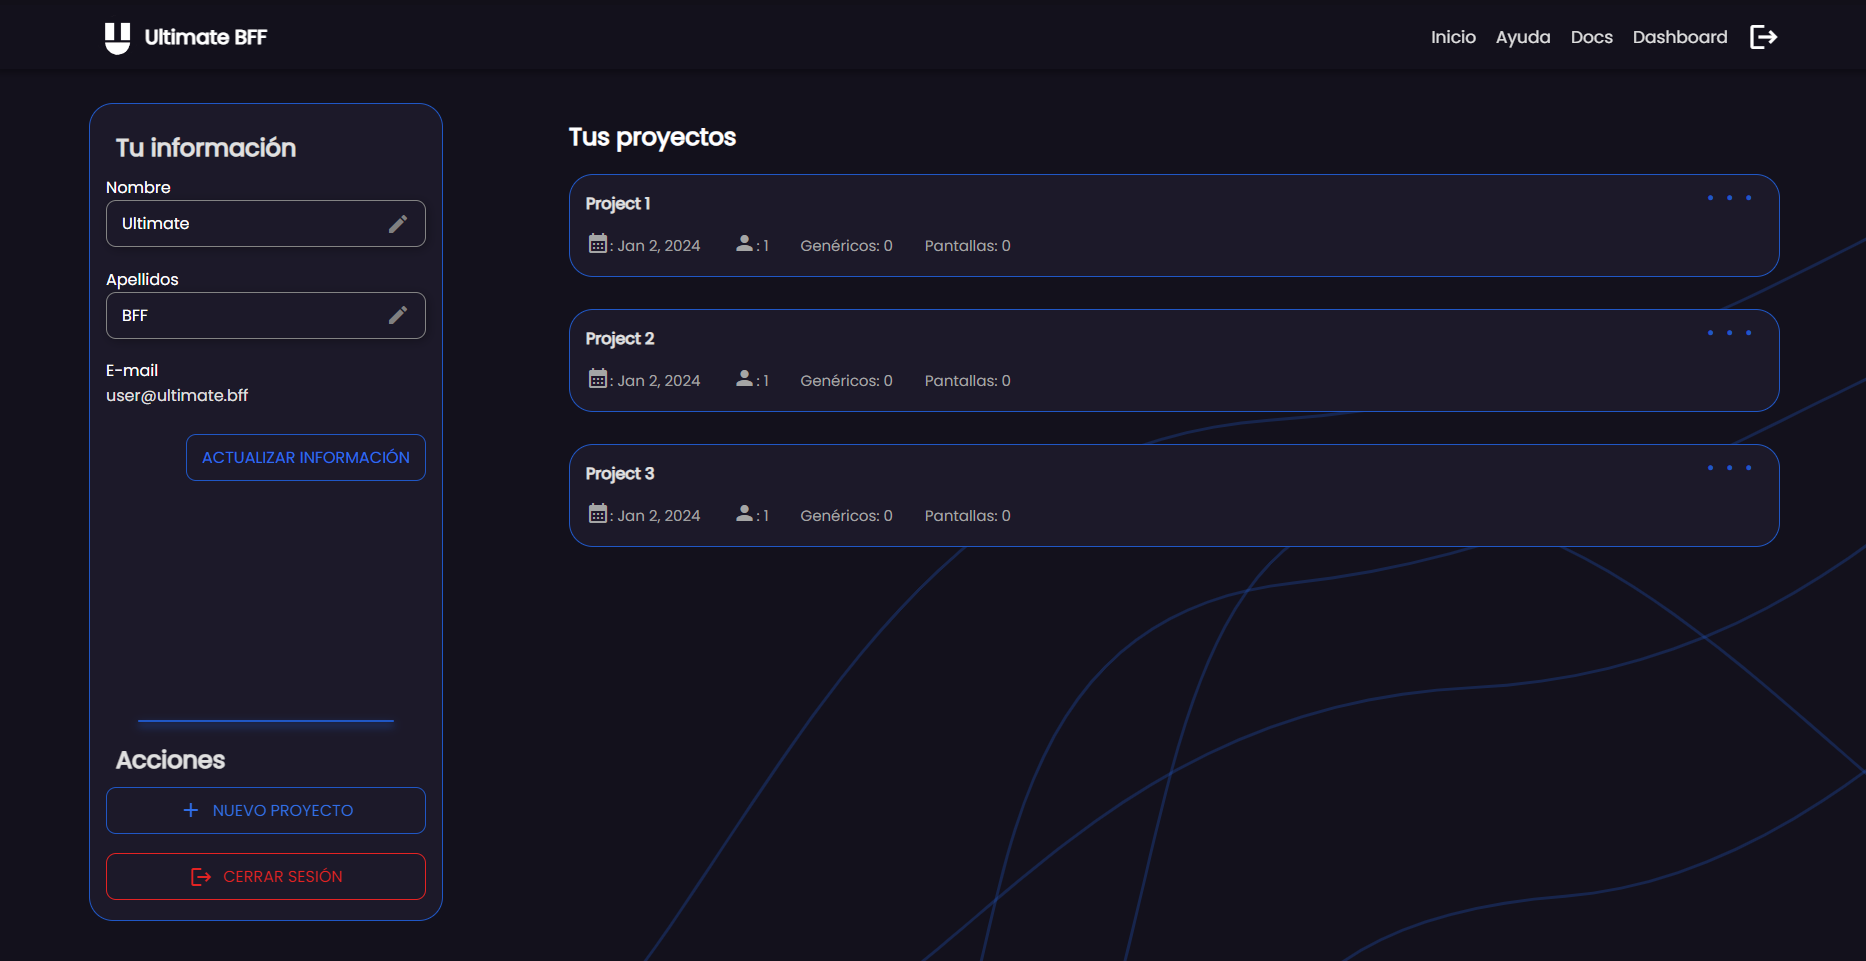 Ultimate BFF
Inicio Ayuda Docs Dashboard
Tu información
Nombre
Ultimate
Apellidos
BFF
E-mail
user@ultimate.bff
ACTUALIZAR INFORMACIÓN
Acciones
NUEVO PROYECTO
CERRAR SESIÓN
Tus proyectos
Project 1
: Jan 2, 2024 : 1 Genéricos: 0 Pantallas: 0
Project 2
: Jan 2, 2024 : 1 Genéricos: 0 Pantallas: 0
Project 3
: Jan 2, 2024 : 1 Genéricos: 0 Pantallas: 0